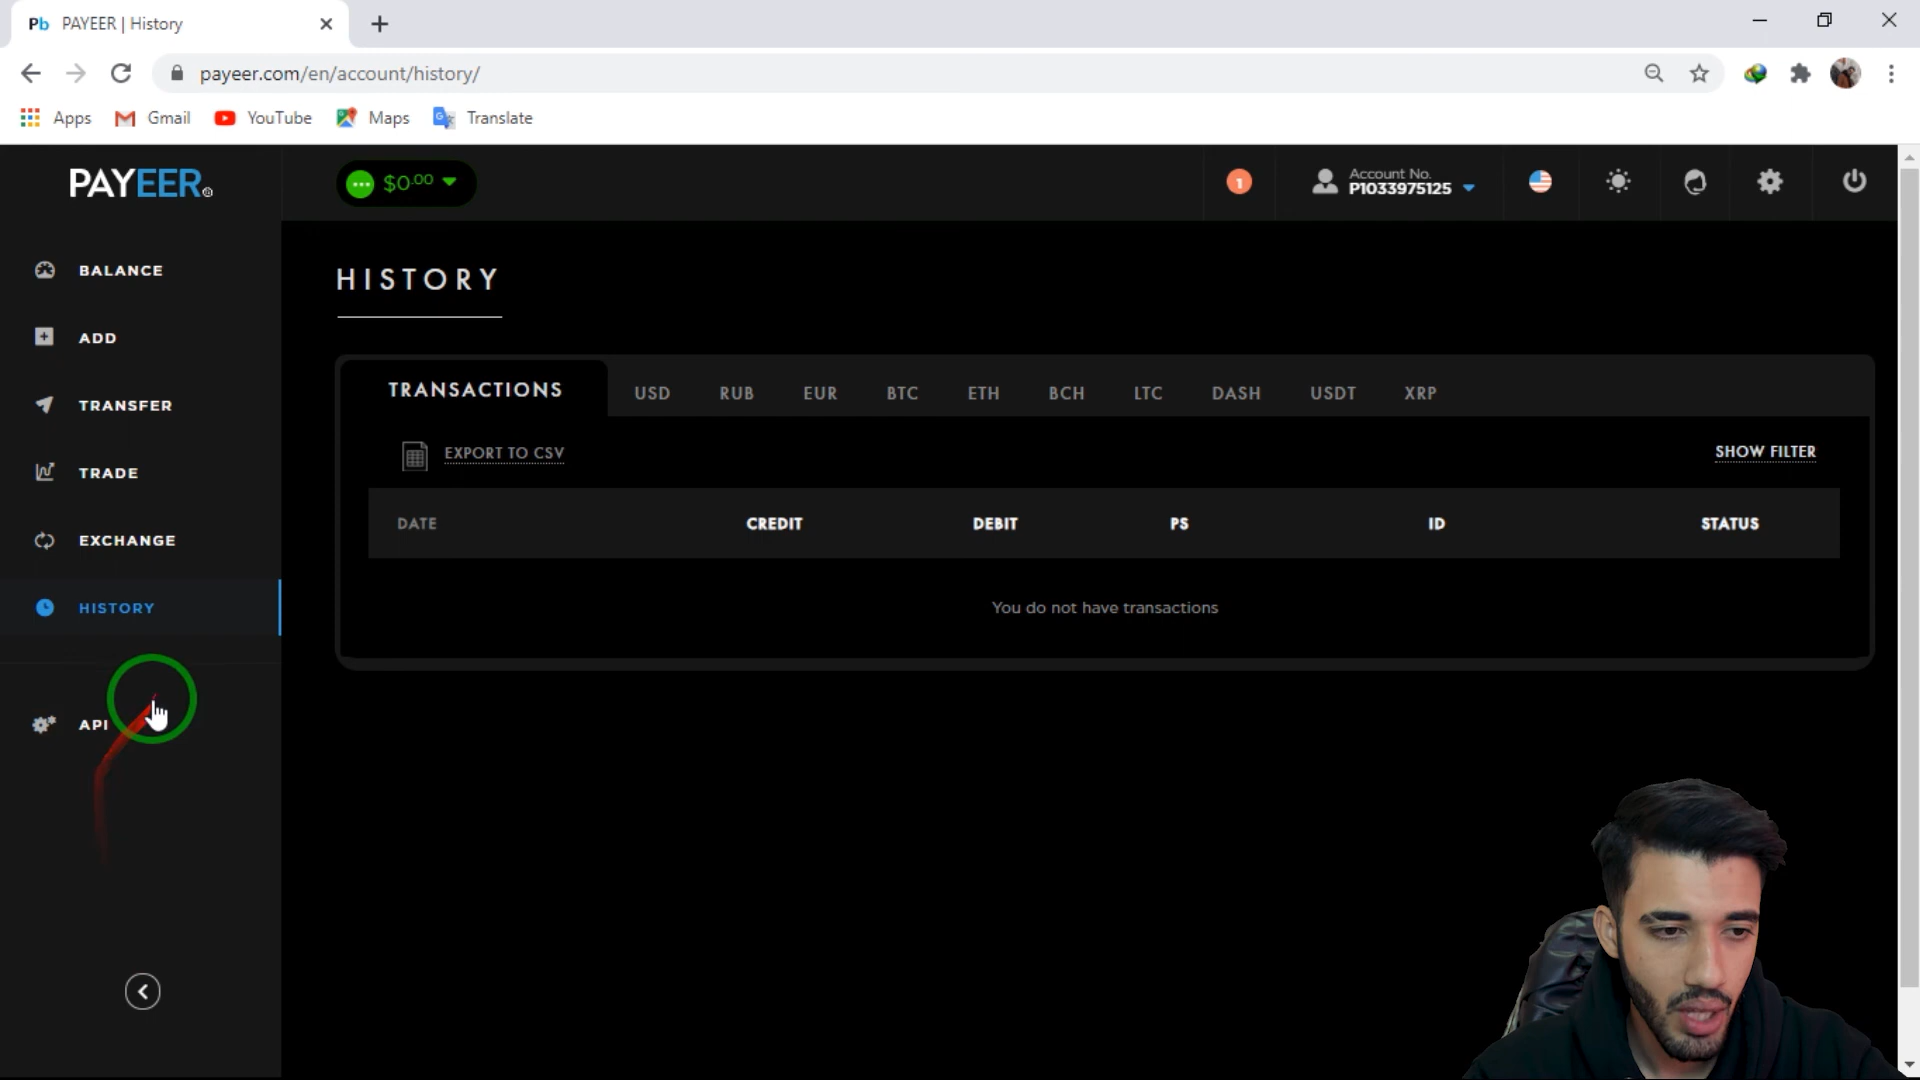 Pb PAYEER | History
payeer.com/en/account/history/
Apps Gmail YouTube Maps Translate
PAYEER
$0.00
1
Account No.
P1033975125
BALANCE
ADD
TRANSFER
TRADE
EXCHANGE
HISTORY
API
HISTORY
TRANSACTIONS USD RUB EUR BTC ETH BCH LTC DASH USDT XRP
EXPORT TO CSV
SHOW FILTER
DATE CREDIT DEBIT PS ID STATUS
You do not have transactions